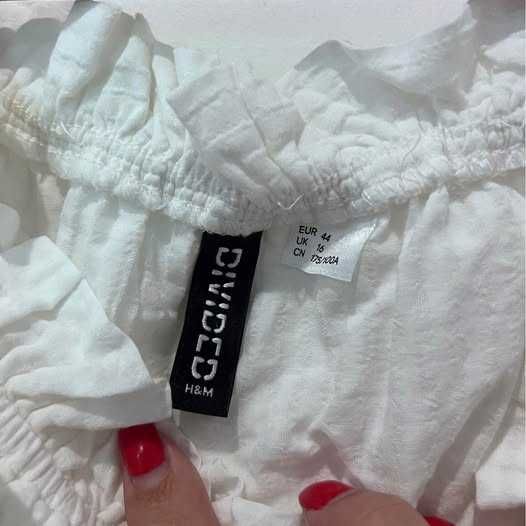 DIVIDED
H&M
EUR 44
UK 16
CN 175/100A